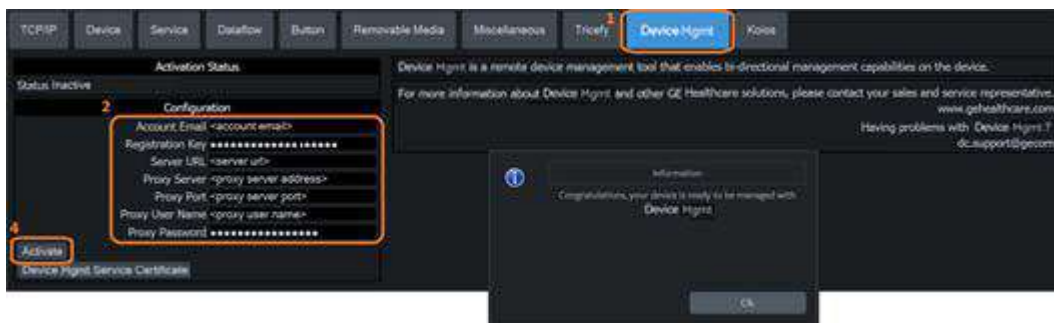 TCP/IP Device Service Dataflow Button Removable Media Miscellaneous Tricefy 1 Device Mgmt Koios
Activation Status
Status Inactive
2 Configuration
Account Email <account email>
Registration Key
Server URL <server url>
Proxy Server <proxy server address>
Proxy Port <proxy server port>
Proxy User Name <proxy user name>
Proxy Password
4
Activate
Device Mgmt Service Certificate
Device Mgmt is a remote device management tool that enables bi-directional management capabilities on the device.
For more information about Device Mgmt and other GE Healthcare solutions, please contact your sales and service representative.
www.gehealthcare.com
Having problems with Device Mgmt ?
dc.support@ge.com
Information
Congratulations, your device is ready to be managed with
Device Mgmt
Ok